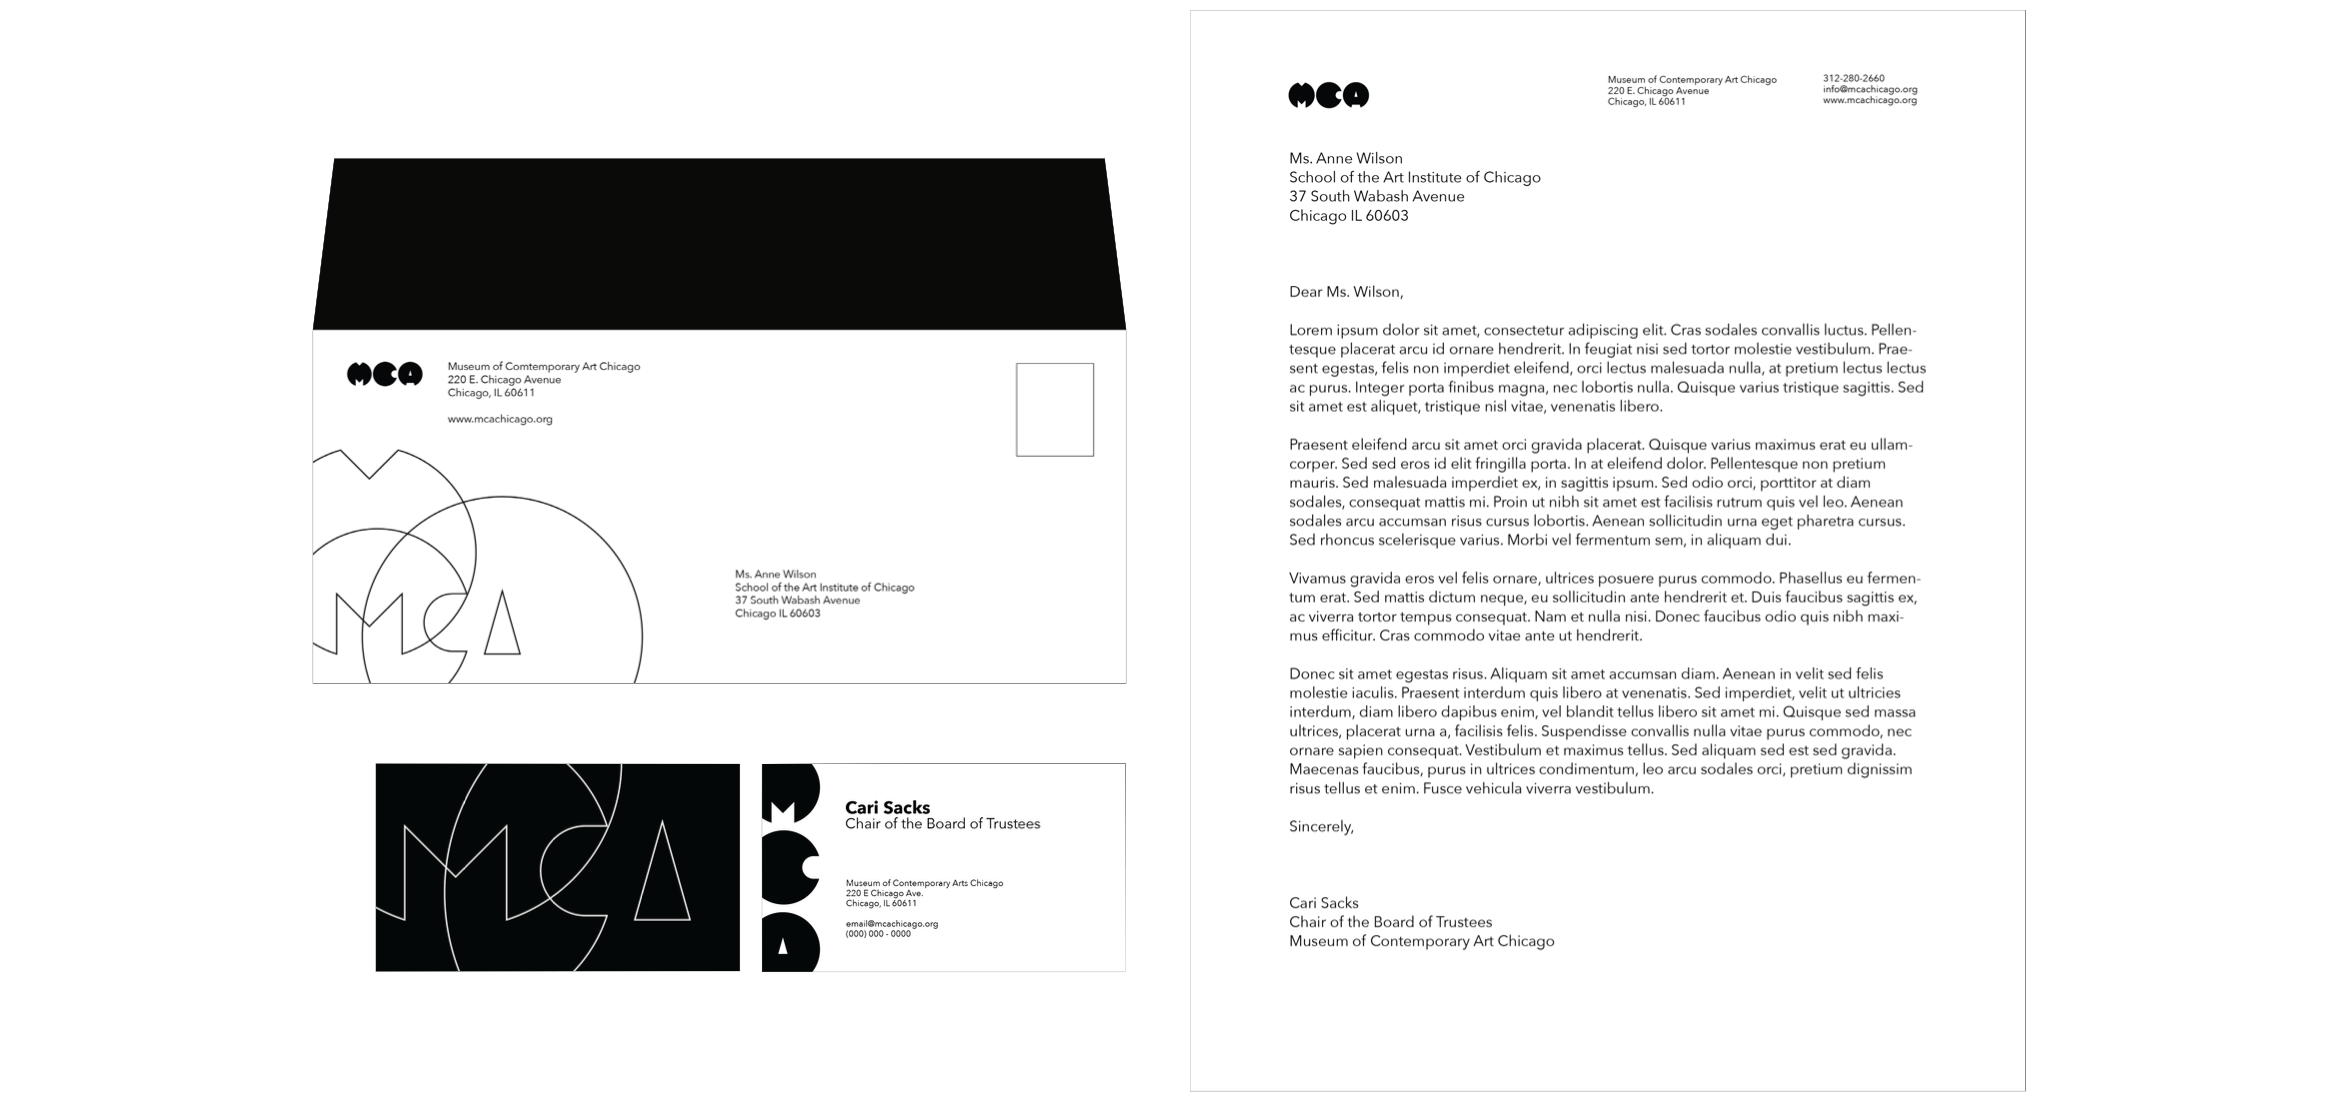 MCA
Museum of Comtemporary Art Chicago
220 E. Chicago Avenue
Chicago, IL 60611
www.mcachicago.org
MCA
Ms. Anne Wilson
School of the Art Institute of Chicago
37 South Wabash Avenue
Chicago IL 60603
MCA
M
C
A
Cari Sacks
Chair of the Board of Trustees
Museum of Contemporary Arts Chicago
220 E Chicago Ave.
Chicago, IL 60611
email@mcachicago.org
(000) 000 - 0000
MCA
Museum of Contemporary Art Chicago
220 E. Chicago Avenue
Chicago, IL 60611
312-280-2660
info@mcachicago.org
www.mcachicago.org
Ms. Anne Wilson
School of the Art Institute of Chicago
37 South Wabash Avenue
Chicago IL 60603
Dear Ms. Wilson,
Lorem ipsum dolor sit amet, consectetur adipiscing elit. Cras sodales convallis luctus. Pellen-
tesque placerat arcu id ornare hendrerit. In feugiat nisi sed tortor molestie vestibulum. Prae-
sent egestas, felis non imperdiet eleifend, orci lectus malesuada nulla, at pretium lectus lectus
ac purus. Integer porta finibus magna, nec lobortis nulla. Quisque varius tristique sagittis. Sed
sit amet est aliquet, tristique nisl vitae, venenatis libero.
Praesent eleifend arcu sit amet orci gravida placerat. Quisque varius maximus erat eu ullam-
corper. Sed sed eros id elit fringilla porta. In at eleifend dolor. Pellentesque non pretium
mauris. Sed malesuada imperdiet ex, in sagittis ipsum. Sed odio orci, porttitor at diam
sodales, consequat mattis mi. Proin ut nibh sit amet est facilisis rutrum quis vel leo. Aenean
sodales arcu accumsan risus cursus lobortis. Aenean sollicitudin urna eget pharetra cursus.
Sed rhoncus scelerisque varius. Morbi vel fermentum sem, in aliquam dui.
Vivamus gravida eros vel felis ornare, ultrices posuere purus commodo. Phasellus eu fermen-
tum erat. Sed mattis dictum neque, eu sollicitudin ante hendrerit et. Duis faucibus sagittis ex,
ac viverra tortor tempus consequat. Nam et nulla nisi. Donec faucibus odio quis nibh maxi-
mus efficitur. Cras commodo vitae ante ut hendrerit.
Donec sit amet egestas risus. Aliquam sit amet accumsan diam. Aenean in velit sed felis
molestie iaculis. Praesent interdum quis libero at venenatis. Sed imperdiet, velit ut ultricies
interdum, diam libero dapibus enim, vel blandit tellus libero sit amet mi. Quisque sed massa
ultrices, placerat urna a, facilisis felis. Suspendisse convallis nulla vitae purus commodo, nec
ornare sapien consequat. Vestibulum et maximus tellus. Sed aliquam sed est sed gravida.
Maecenas faucibus, purus in ultrices condimentum, leo arcu sodales orci, pretium dignissim
risus tellus et enim. Fusce vehicula viverra vestibulum.
Sincerely,
Cari Sacks
Chair of the Board of Trustees
Museum of Contemporary Art Chicago